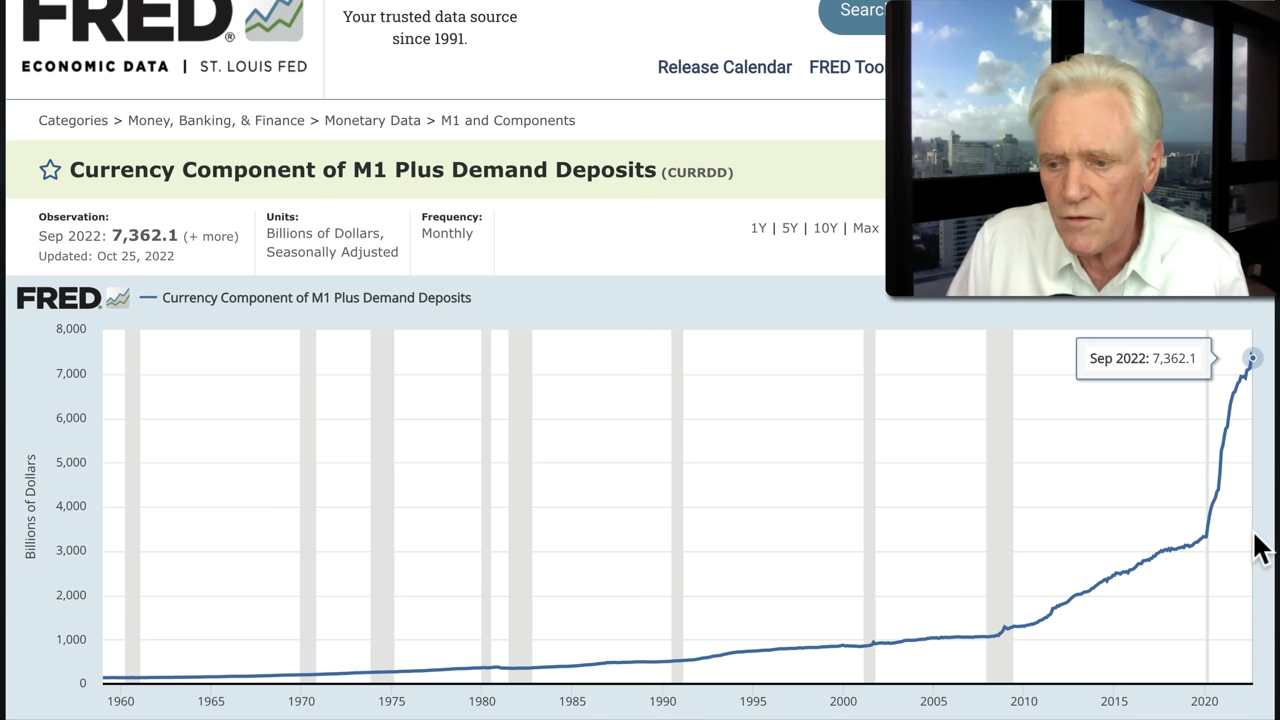 FRED®
Your trusted data source
since 1991.
ECONOMIC DATA | ST. LOUIS FED
Release Calendar
Categories > Money, Banking, & Finance > Monetary Data > M1 and Components
Currency Component of M1 Plus Demand Deposits (CURRDD)
Observation:
Sep 2022: 7,362.1 (+ more)
Updated: Oct 25, 2022
Units:
Billions of Dollars,
Seasonally Adjusted
Frequency:
Monthly
1Y | 5Y | 10Y | Max
FRED
Currency Component of M1 Plus Demand Deposits
Billions of Dollars
8,000
7,000
6,000
5,000
4,000
3,000
2,000
1,000
0
Sep 2022: 7,362.1
1960 1965 1970 1975 1980 1985 1990 1995 2000 2005 2010 2015 2020